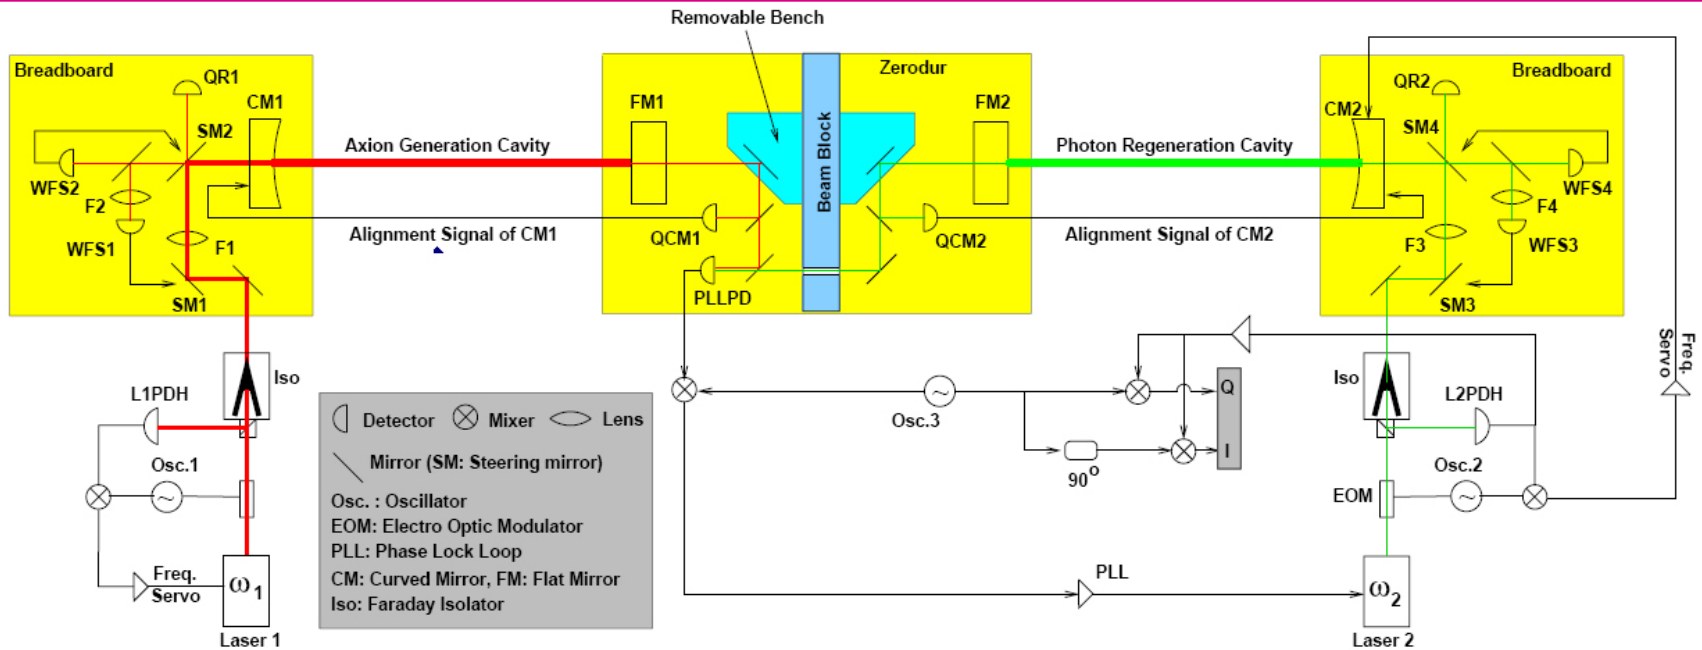 Removable Bench
Breadboard
QR1
CM1
SM2
WFS2
F2
WFS1
F1
SM1
Axion Generation Cavity
Alignment Signal of CM1
FM1
Zerodur
FM2
Beam Block
QCM1
QCM2
PLLPD
Photon Regeneration Cavity
Alignment Signal of CM2
Breadboard
QR2
CM2
SM4
WFS4
F4
F3
WFS3
SM3
Freq.
Servo
Iso
L1PDH
Osc.1
Freq.
Servo
ω1
Laser 1
Detector
Mixer
Lens
Mirror (SM: Steering mirror)
Osc. : Oscillator
EOM: Electro Optic Modulator
PLL: Phase Lock Loop
CM: Curved Mirror, FM: Flat Mirror
Iso: Faraday Isolator
Osc.3
90o
Q
I
PLL
Iso
L2PDH
Osc.2
EOM
ω2
Laser 2